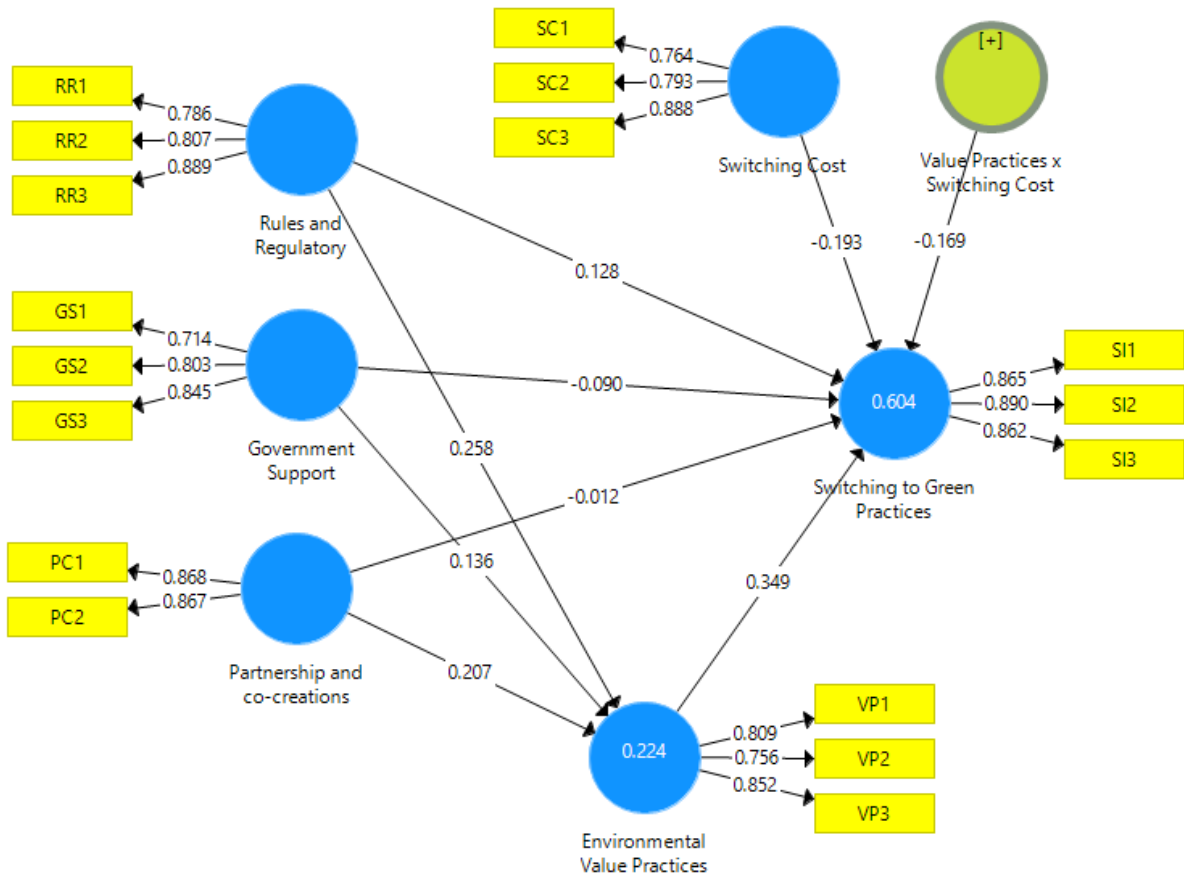 SC1
SC2
SC3
0.764
0.793
0.888
Switching Cost
[+]
Value Practices x
Switching Cost
RR1
RR2
RR3
0.786
0.807
0.889
Rules and
Regulatory
-0.193
-0.169
0.128
GS1
GS2
GS3
0.714
0.803
0.845
Government
Support
-0.090
0.258
-0.012
0.136
0.604
Switching to Green
Practices
0.865
0.890
0.862
SI1
SI2
SI3
PC1
PC2
0.868
0.867
Partnership and
co-creations
0.207
0.349
0.224
Environmental
Value Practices
0.809
0.756
0.852
VP1
VP2
VP3